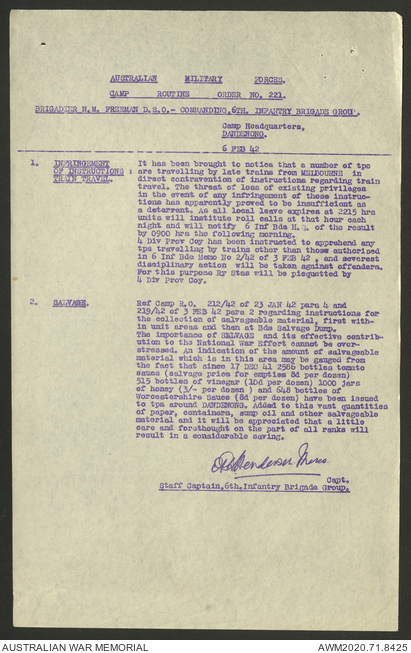 AUSTRALIAN MILITARY FORCES.
CAMP ROUTINE ORDER NO. 221.
BRIGADIER N.M. FREEMAN D.S.O.- COMMANDING,6TH. INFANTRY BRIGADE GROUP.
Camp Headquarters,
DANDENONG.
6 FEB 42
1. INFRINGEMENT OF INSTRUCTIONS : TRAIN TRAVEL.
It has been brought to notice that a number of tps
are travelling by late trains from MELBOURNE in
direct contravention of instructions regarding train
travel. The threat of loss of existing privileges
in the event of any infringement of these instruc-
tions has apparently proved to be insufficient as
a deterrent. As all local leave expires at 2215 hrs
units will institute roll calls at that hour each
night and will notify 6 Inf Bde H.Q. of the result
by 0900 hrs the following morning.
4 Div Prov Coy has been instructed to apprehend any
tps travelling by trains other than those authorised
in 6 Inf Bde Memo No 2/42 of 3 FEB 42 , and severest
disciplinary action will be taken against offenders.
For this purpose Ry Stas will be picquetted by
4 Div Prov Coy.
2. SALVAGE.
Ref Camp R.O. 212/42 of 23 JAN 42 para 4 and
219/42 of 3 FEB 42 para 2 regarding instructions for
the collection of salvageable material, first with-
in unit areas and then at Bde Salvage Dump.
The importance of SALVAGE and its effective contrib-
ution to the National War Effort cannot be over-
stressed. An indication of the amount of salvageable
material which is in this area may be gauged from
the fact that since 17 DEC 41 2586 bottles tomato
sauce (salvage price for empties 8d per dozen)
515 bottles of vinegar (10d per dozen) 1000 jars
of honey (3/- per dozen ) and 648 bottles of
Worcestershire Sauce (8d per dozen) have been issued
to tps around DANDENONG. Added to this vast quantities
of paper, containers, sump oil and other salvageable
material and it will be appreciated that a little
care and forethought on the part of all ranks will
result in a considerable saving.
Capt.
Staff Captain,6th.Infantry Brigade Group.
AUSTRALIAN WAR MEMORIAL
AWM2020.71.8425